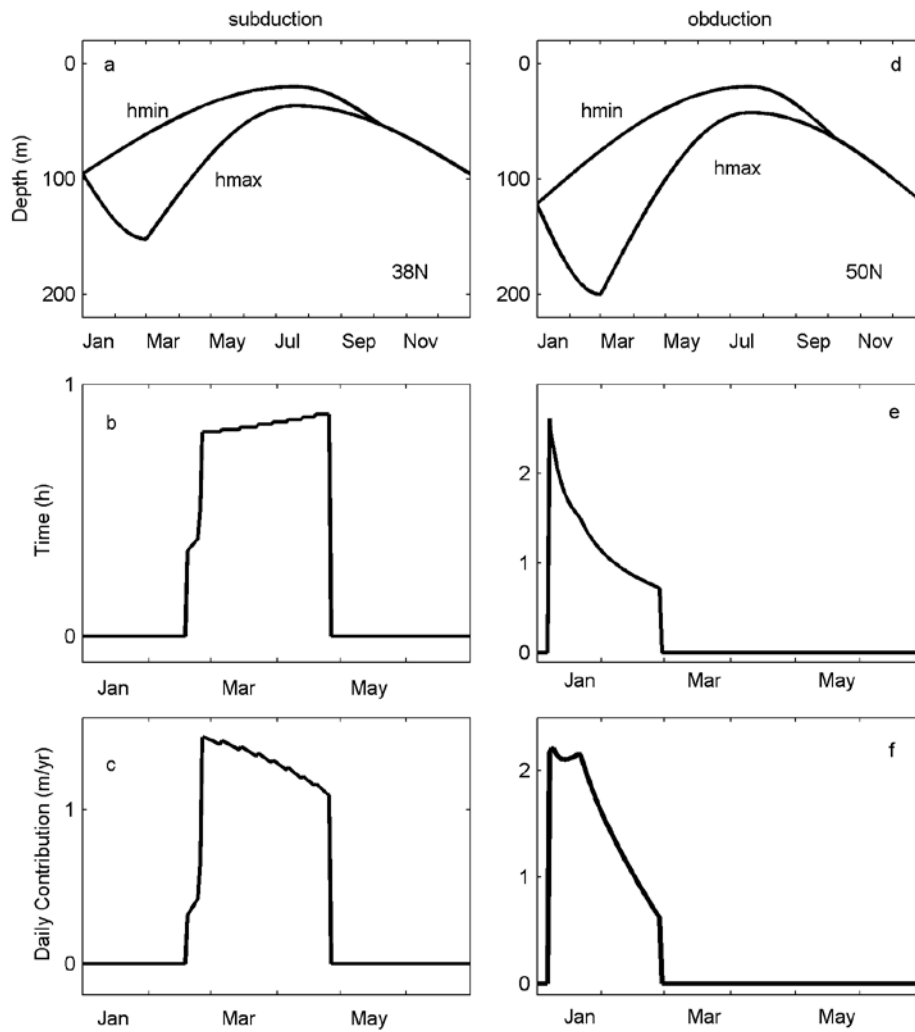 subduction
obduction
a
hmin
hmax
38N
Depth (m)
0
100
200
Jan Mar May Jul Sep Nov
d
hmin
hmax
50N
0
100
200
Jan Mar May Jul Sep Nov
b
Time (h)
1
0
Jan Mar May
e
2
1
0
Jan Mar May
c
Daily Contribution (m/yr)
1
0
Jan Mar May
f
2
1
0
Jan Mar May